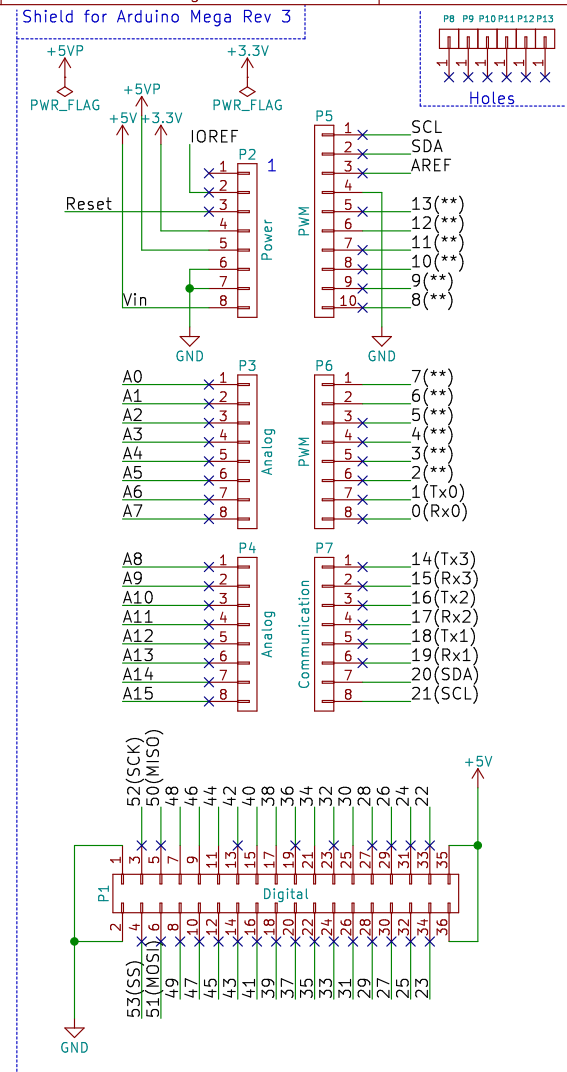 Shield for Arduino Mega Rev 3
P8 P9 P10 P11 P12 P13
1 1 1 1 1 1
Holes
+5VP
PWR_FLAG
+3.3V
PWR_FLAG
+5VP
+5V +3.3V
IOREF
P2 1
1
2
Reset 3
4
5
6
7
Vin 8
Power
GND
P5
1 SCL
2 SDA
3 AREF
4
5 13(**)
6 12(**)
7 11(**)
8 10(**)
9 9(**)
10 8(**)
PWM
GND
P3
A0 1
A1 2
A2 3
A3 4
A4 5
A5 6
A6 7
A7 8
Analog
P6
1 7(**)
2 6(**)
3 5(**)
4 4(**)
5 3(**)
6 2(**)
7 1(Tx0)
8 0(Rx0)
PWM
P4
A8 1
A9 2
A10 3
A11 4
A12 5
A13 6
A14 7
A15 8
Analog
P7
1 14(Tx3)
2 15(Rx3)
3 16(Tx2)
4 17(Rx2)
5 18(Tx1)
6 19(Rx1)
7 20(SDA)
8 21(SCL)
Communication
52(SCK) 50(MISO) 48 46 44 42 40 38 36 34 32 30 28 26 24 22
+5V
1 3 5 7 9 11 13 15 17 19 21 23 25 27 29 31 33 35
P1
Digital
2 4 6 8 10 12 14 16 18 20 22 24 26 28 30 32 34 36
53(SS) 51(MOSI) 49 47 45 43 41 39 37 35 33 31 29 27 25 23
GND